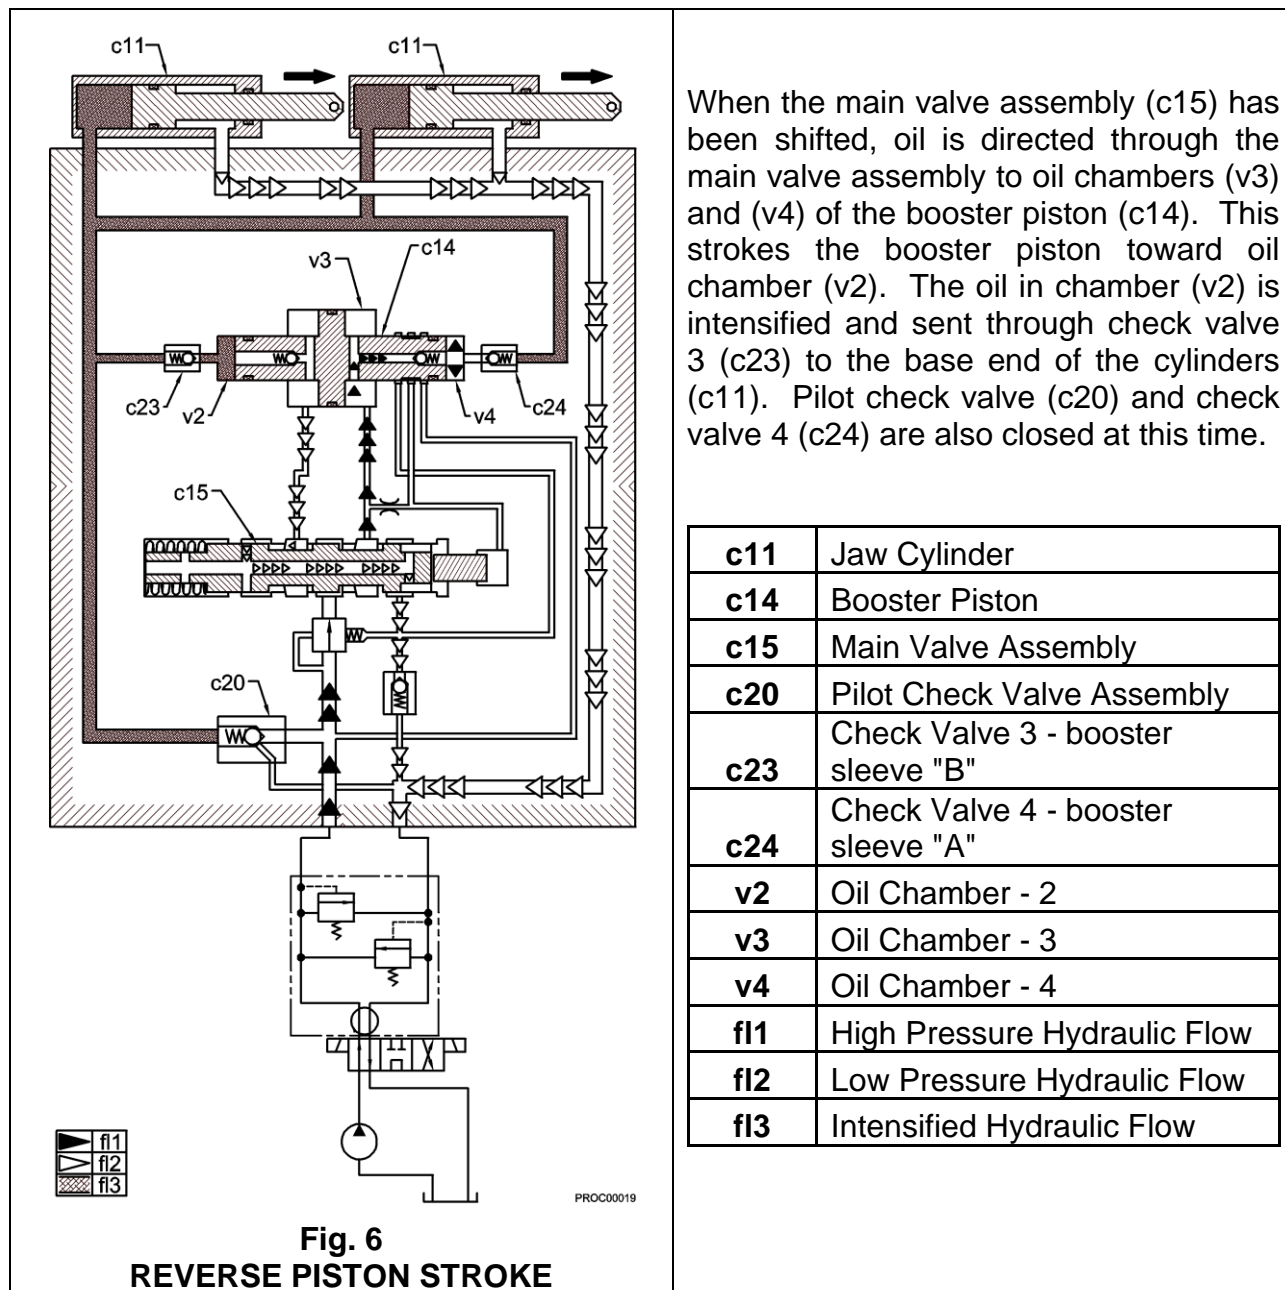 c11
c11
c14
v3
c23
v2
v4
c24
c15
c20
fl1
fl2
fl3
PROC00019
Fig. 6
REVERSE PISTON STROKE
When the main valve assembly (c15) has
been shifted, oil is directed through the
main valve assembly to oil chambers (v3)
and (v4) of the booster piston (c14). This
strokes the booster piston toward oil
chamber (v2). The oil in chamber (v2) is
intensified and sent through check valve
3 (c23) to the base end of the cylinders
(c11). Pilot check valve (c20) and check
valve 4 (c24) are also closed at this time.
c11 Jaw Cylinder
c14 Booster Piston
c15 Main Valve Assembly
c20 Pilot Check Valve Assembly
Check Valve 3 - booster
c23 sleeve "B"
Check Valve 4 - booster
c24 sleeve "A"
v2 Oil Chamber - 2
v3 Oil Chamber - 3
v4 Oil Chamber - 4
fl1 High Pressure Hydraulic Flow
fl2 Low Pressure Hydraulic Flow
fl3 Intensified Hydraulic Flow